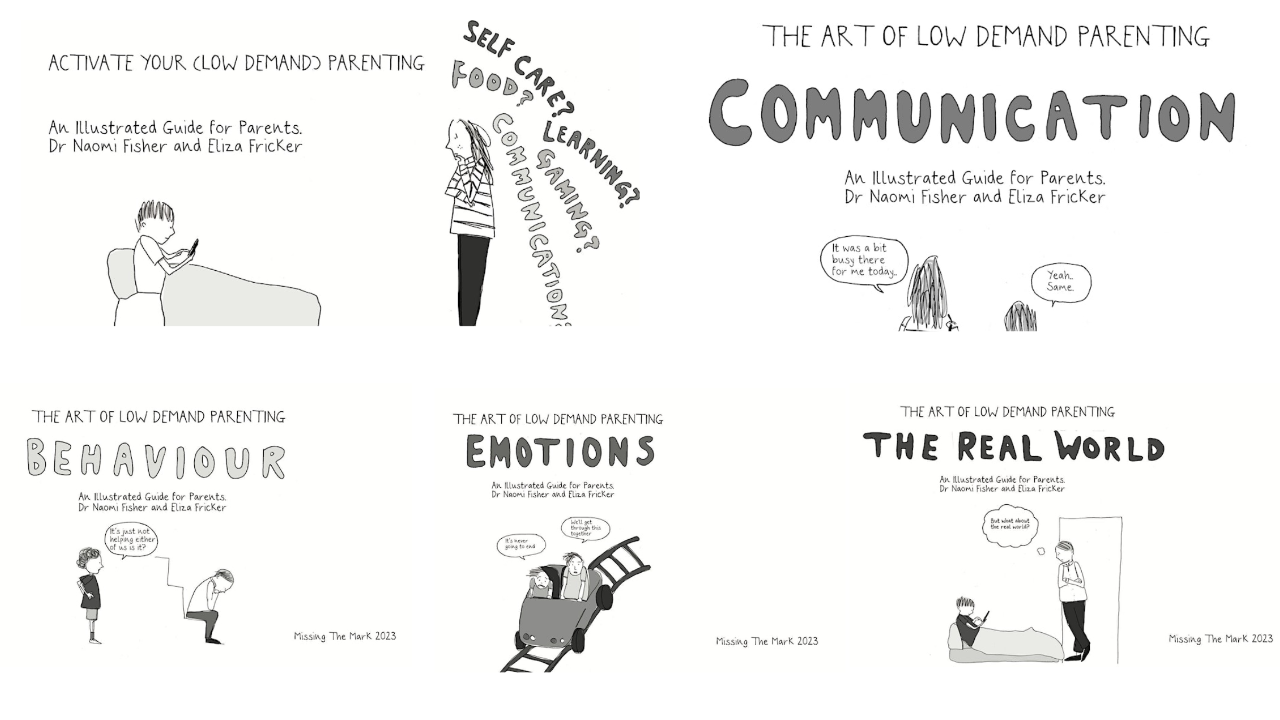 ACTIVATE YOUR (LOW DEMAND) PARENTING
An Illustrated Guide for Parents.
Dr Naomi Fisher and Eliza Fricker
SELF CARE?
FOOD?
LEARNING?
GAMING?
COMMUNICATION?
THE ART OF LOW DEMAND PARENTING
COMMUNICATION
An Illustrated Guide for Parents.
Dr Naomi Fisher and Eliza Fricker
It was a bit
busy there
for me today..
Yeah..
Same..
THE ART OF LOW DEMAND PARENTING
BEHAVIOUR
An Illustrated Guide for Parents.
Dr Naomi Fisher and Eliza Fricker
It's just not
helping either
of us is it?
Missing The Mark 2023
THE ART OF LOW DEMAND PARENTING
EMOTIONS
An Illustrated Guide for Parents.
Dr Naomi Fisher and Eliza Fricker
It's never
going to end
We'll get
through this
together
Missing The Mark 2023
THE ART OF LOW DEMAND PARENTING
THE REAL WORLD
An Illustrated Guide for Parents.
Dr Naomi Fisher and Eliza Fricker
But what about
the real world?
Missing The Mark 2023